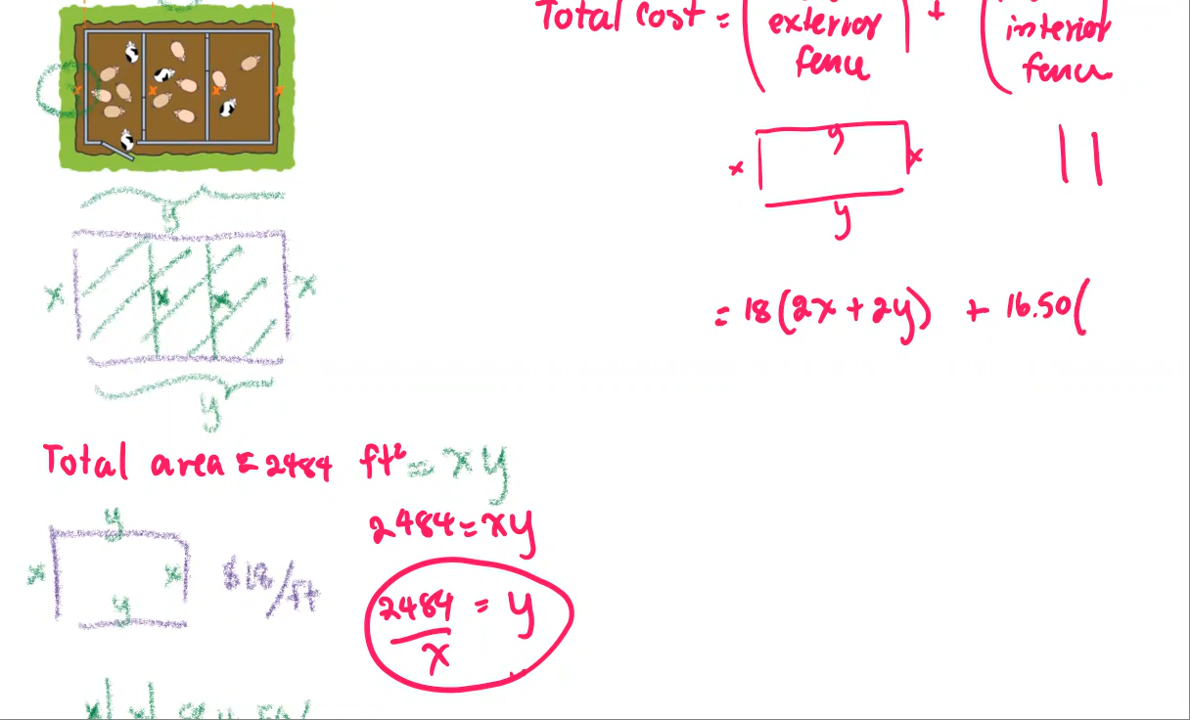 Total cost = ( exterior fence ) + ( interior fence
x y x
y
= 18(2x + 2y) + 16.50(
y
x x x x
y
Total area = 2484 ft² = xy
2484 = xy
2484/x = y
y
x x $18/ft
y